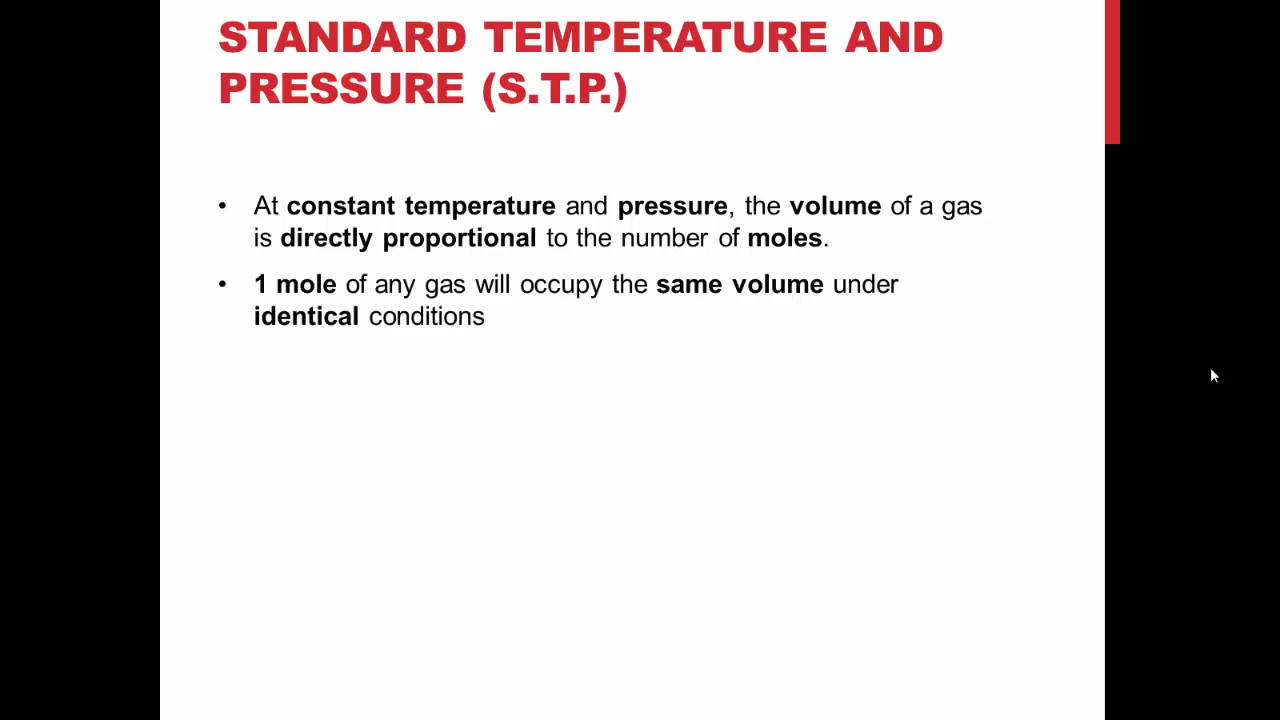 STANDARD TEMPERATURE AND
PRESSURE (S.T.P.)
• At constant temperature and pressure, the volume of a gas
is directly proportional to the number of moles.
• 1 mole of any gas will occupy the same volume under
identical conditions